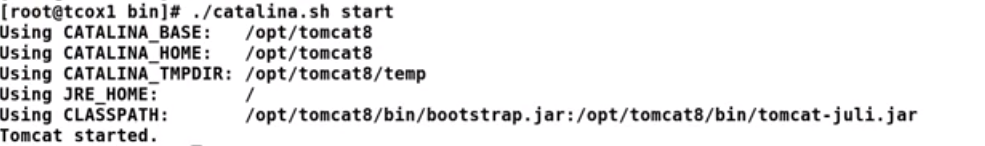 [root@tcox1 bin]# ./catalina.sh start
Using CATALINA_BASE:   /opt/tomcat8
Using CATALINA_HOME:   /opt/tomcat8
Using CATALINA_TMPDIR: /opt/tomcat8/temp
Using JRE_HOME:        /
Using CLASSPATH:       /opt/tomcat8/bin/bootstrap.jar:/opt/tomcat8/bin/tomcat-juli.jar
Tomcat started.